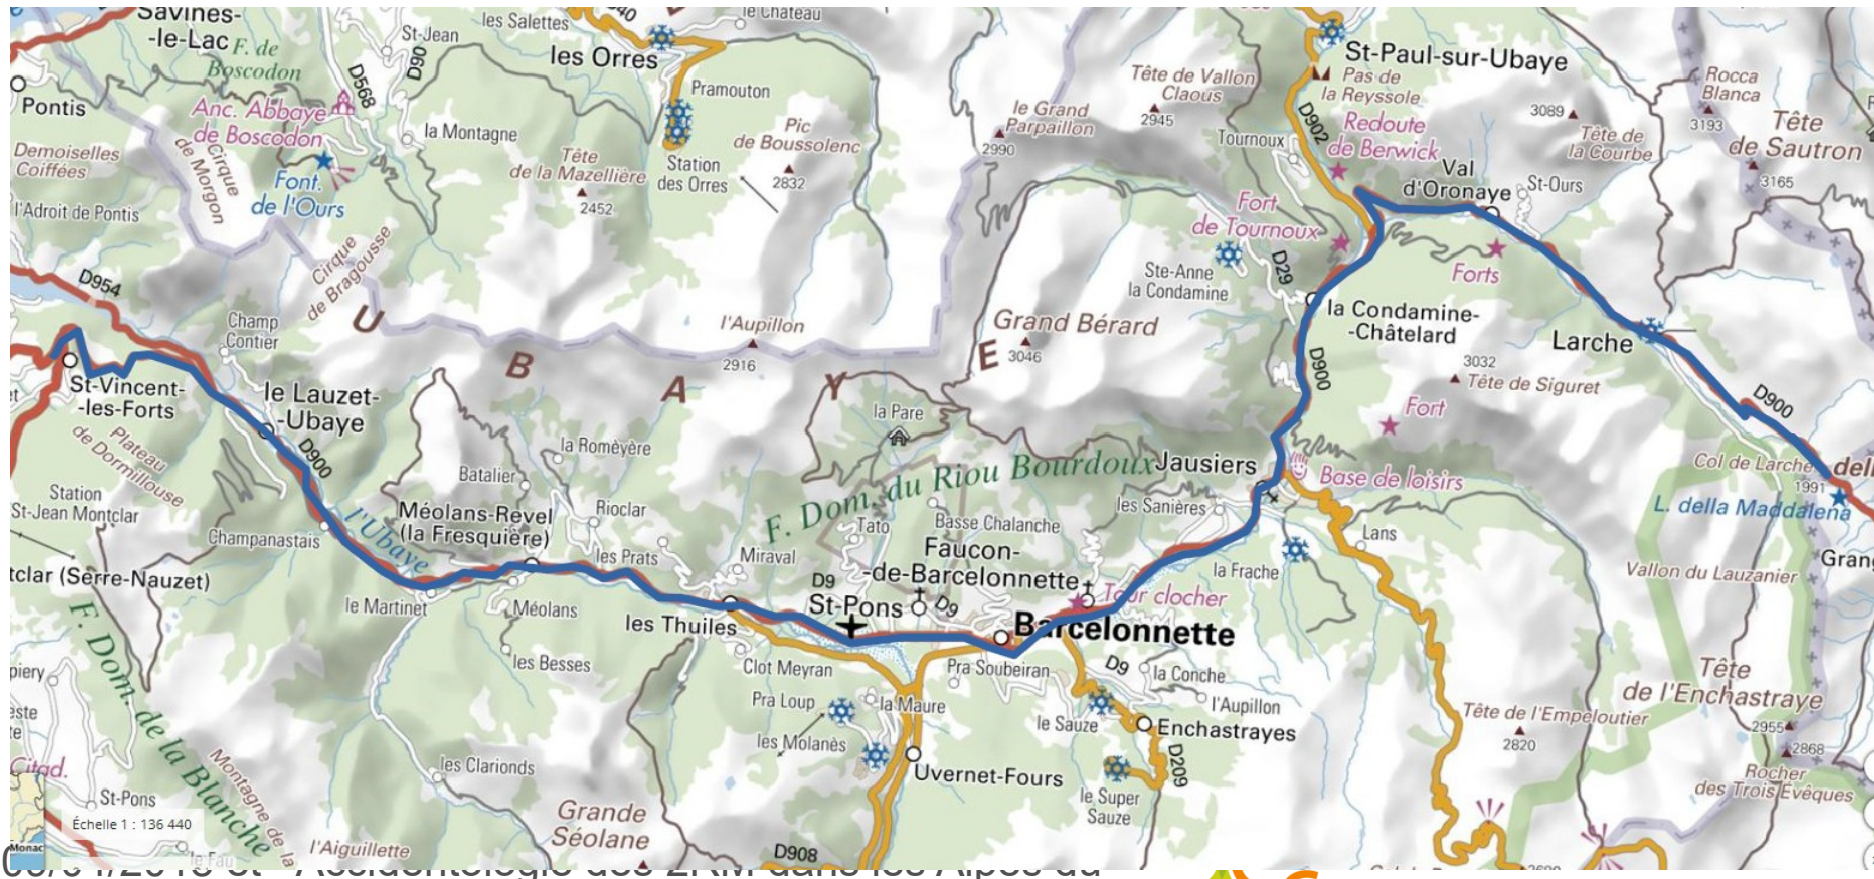 Savines-
-le-Lac
F. de
Boscodon
St-Jean
D90
D568
les Salettes
le Château
les Orres
Pramouton
Station
des Orres
Pontis
Anc. Abbaye
de Boscodon
la Montagne
Demoiselles
Coiffées
Cirque
de Morgon
Font.
de l'Ours
l'Adroit de Pontis
Cirque
de Bragousse
Tête
de la Mazellière
2452
Pic
de Boussolenc
2832
le Grand
Parpaillon
2990
Tête de Vallon
Claous
2945
St-Paul-sur-Ubaye
Pas de
la Reyssole
D902
Tournoux
Redoute
de Berwick
3089
Tête de
la Courbe
Rocca
Blanca
3193
Tête
de Sautron
3165
Val
d'Oronaye
St-Ours
Fort
de Tournoux
Forts
Ste-Anne
la Condamine
D29
la Condamine-
-Châtelard
Larche
D900
3032
Tête de Siguret
Fort
D900
D954
Champ
Contier
U B A Y E
l'Aupillon
2916
Grand Bérard
3046
St-Vincent-
-les-Forts
le Lauzet-
-Ubaye
D900
Plateau
de Dormillouse
Station
St-Jean Montclar
Champanastais
l'Ubaye
la Pare
la Romèyère
Batalier
Rioclar
Méolans-Revel
(la Fresquière)
les Prats
Miraval
F. Dom. du Riou Bourdoux
Tato
Basse Chalanche
Jausiers
Base de loisirs
les Sanières
Lans
Col de Larche
1991
L. della Maddalena
Vallon du Lauzanier
tclar (Serre-Nauzet)
le Martinet
Méolans
les Thuiles
D9
St-Pons
D9
Faucon-
-de-Barcelonnette
Tour clocher
la Frache
Barcelonnette
les Besses
Clot Meyran
Pra Soubeiran
D9
la Conche
l'Aupillon
Pra Loup
la Maure
les Molanès
le Sauze
Enchastrayes
D209
Uvernet-Fours
le Super
Sauze
Tête
de l'Enchastraye
2955
Tête de l'Empeloutier
2820
2868
Rocher
des Trois Évêques
F. Dom. de la Blanche
Montagne de la
les Clarionds
Grande
Séolane
l'Aiguillette
D908
Citad.
St-Pons
le Fau
Échelle 1 : 136 440
Monac